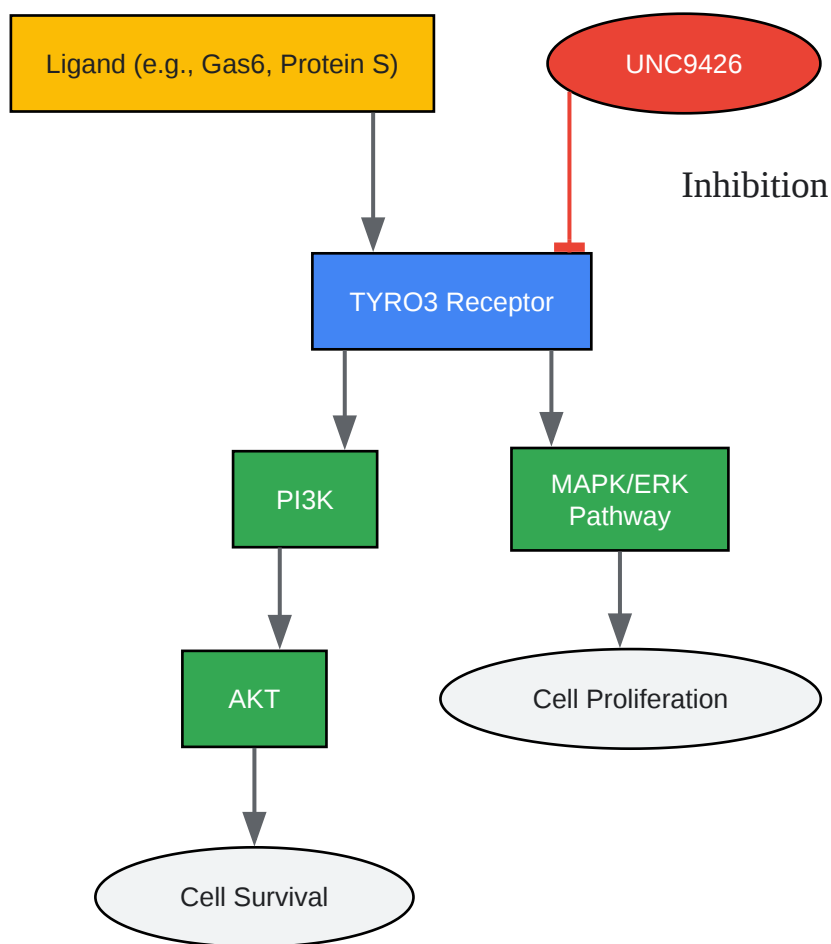 Ligand (e.g., Gas6, Protein S)
UNC9426
Inhibition
TYRO3 Receptor
PI3K
MAPK/ERK
Pathway
AKT
Cell Proliferation
Cell Survival